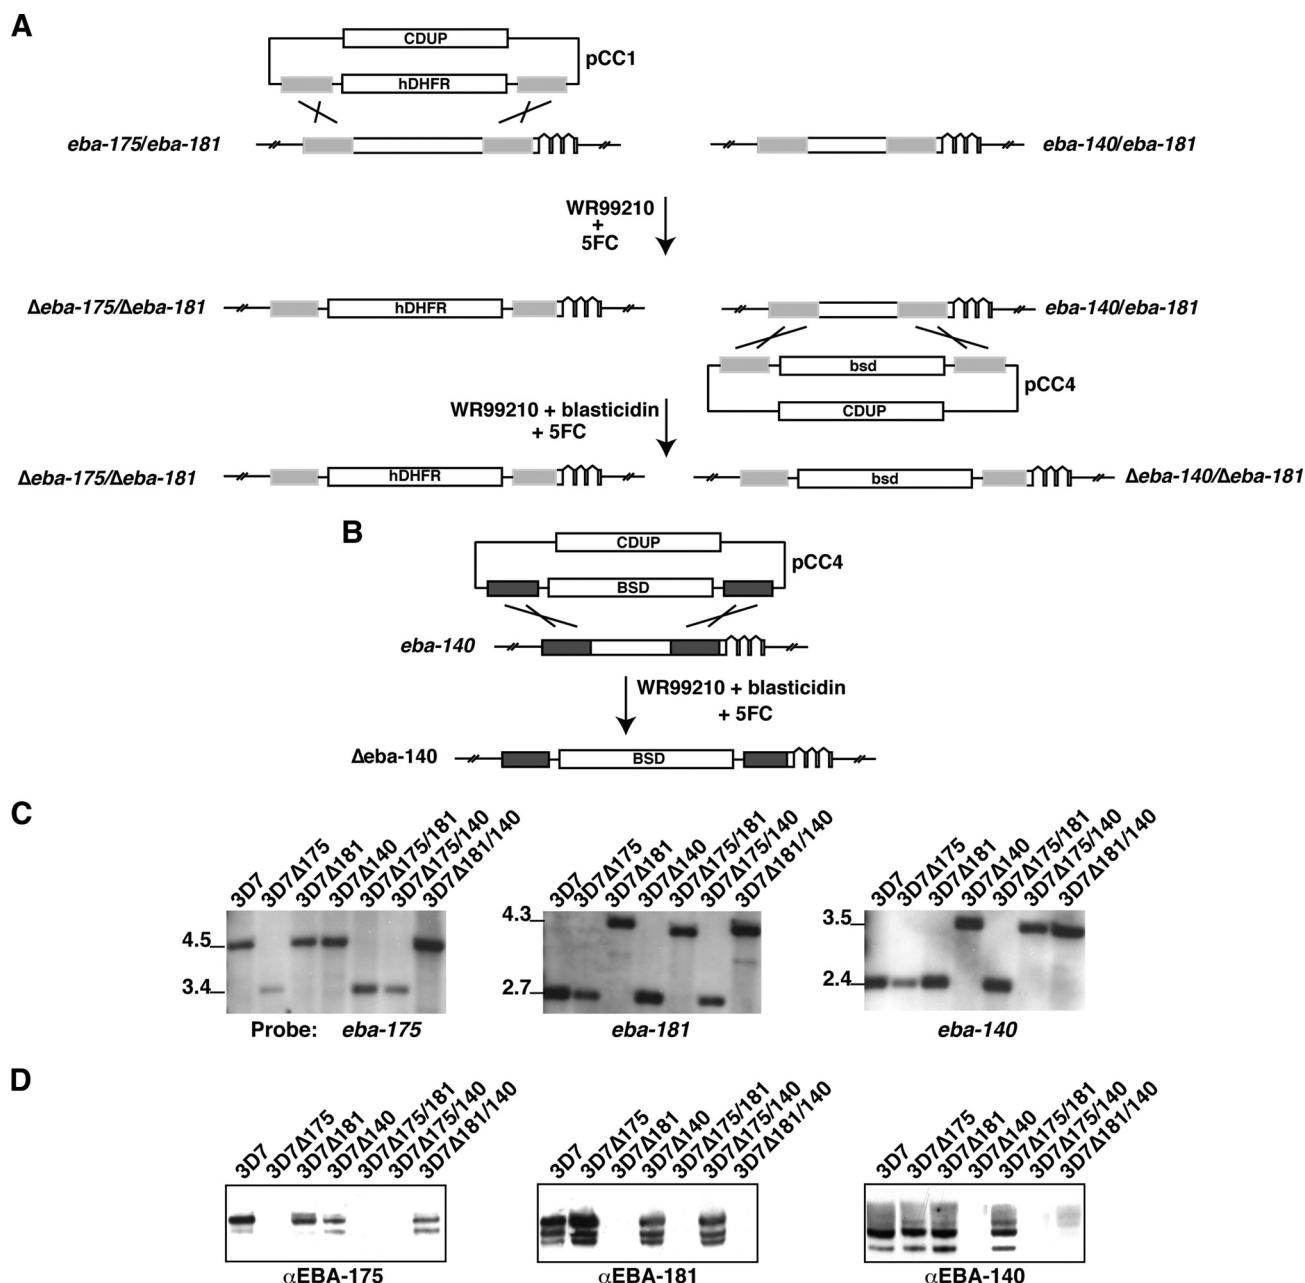 A
CDUP
pCC1
hDHFR
eba-175/eba-181
eba-140/eba-181
WR99210
+
5FC
Δeba-175/Δeba-181
hDHFR
eba-140/eba-181
bsd
pCC4
CDUP
WR99210 + blasticidin
+ 5FC
Δeba-175/Δeba-181
hDHFR
bsd
Δeba-140/Δeba-181
B
CDUP
pCC4
BSD
eba-140
WR99210 + blasticidin
+ 5FC
Δeba-140
BSD
C
3D7 3D7Δ175 3D7Δ181 3D7Δ140 3D7Δ175/181 3D7Δ175/140 3D7Δ181/140
4.5
3.4
Probe: eba-175
3D7 3D7Δ175 3D7Δ181 3D7Δ140 3D7Δ175/181 3D7Δ175/140 3D7Δ181/140
4.3
2.7
eba-181
3D7 3D7Δ175 3D7Δ181 3D7Δ140 3D7Δ175/181 3D7Δ175/140 3D7Δ181/140
3.5
2.4
eba-140
D
3D7 3D7Δ175 3D7Δ181 3D7Δ140 3D7Δ175/181 3D7Δ175/140 3D7Δ181/140
αEBA-175
3D7 3D7Δ175 3D7Δ181 3D7Δ140 3D7Δ175/181 3D7Δ175/140 3D7Δ181/140
αEBA-181
3D7 3D7Δ175 3D7Δ181 3D7Δ140 3D7Δ175/181 3D7Δ175/140 3D7Δ181/140
αEBA-140